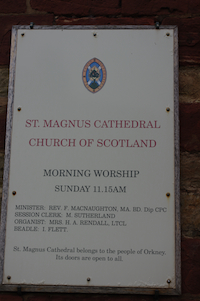 ST. MAGNUS CATHEDRAL
CHURCH OF SCOTLAND
MORNING WORSHIP
SUNDAY 11.15AM
MINISTER: REV. F. MACNAUGHTON, MA. BD. Dip CPC
SESSION CLERK: M. SUTHERLAND
ORGANIST: MRS. H. A. RENDALL, LTCL
BEADLE: I. FLETT
St. Magnus Cathedral belongs to the people of Orkney.
Its doors are open to all.